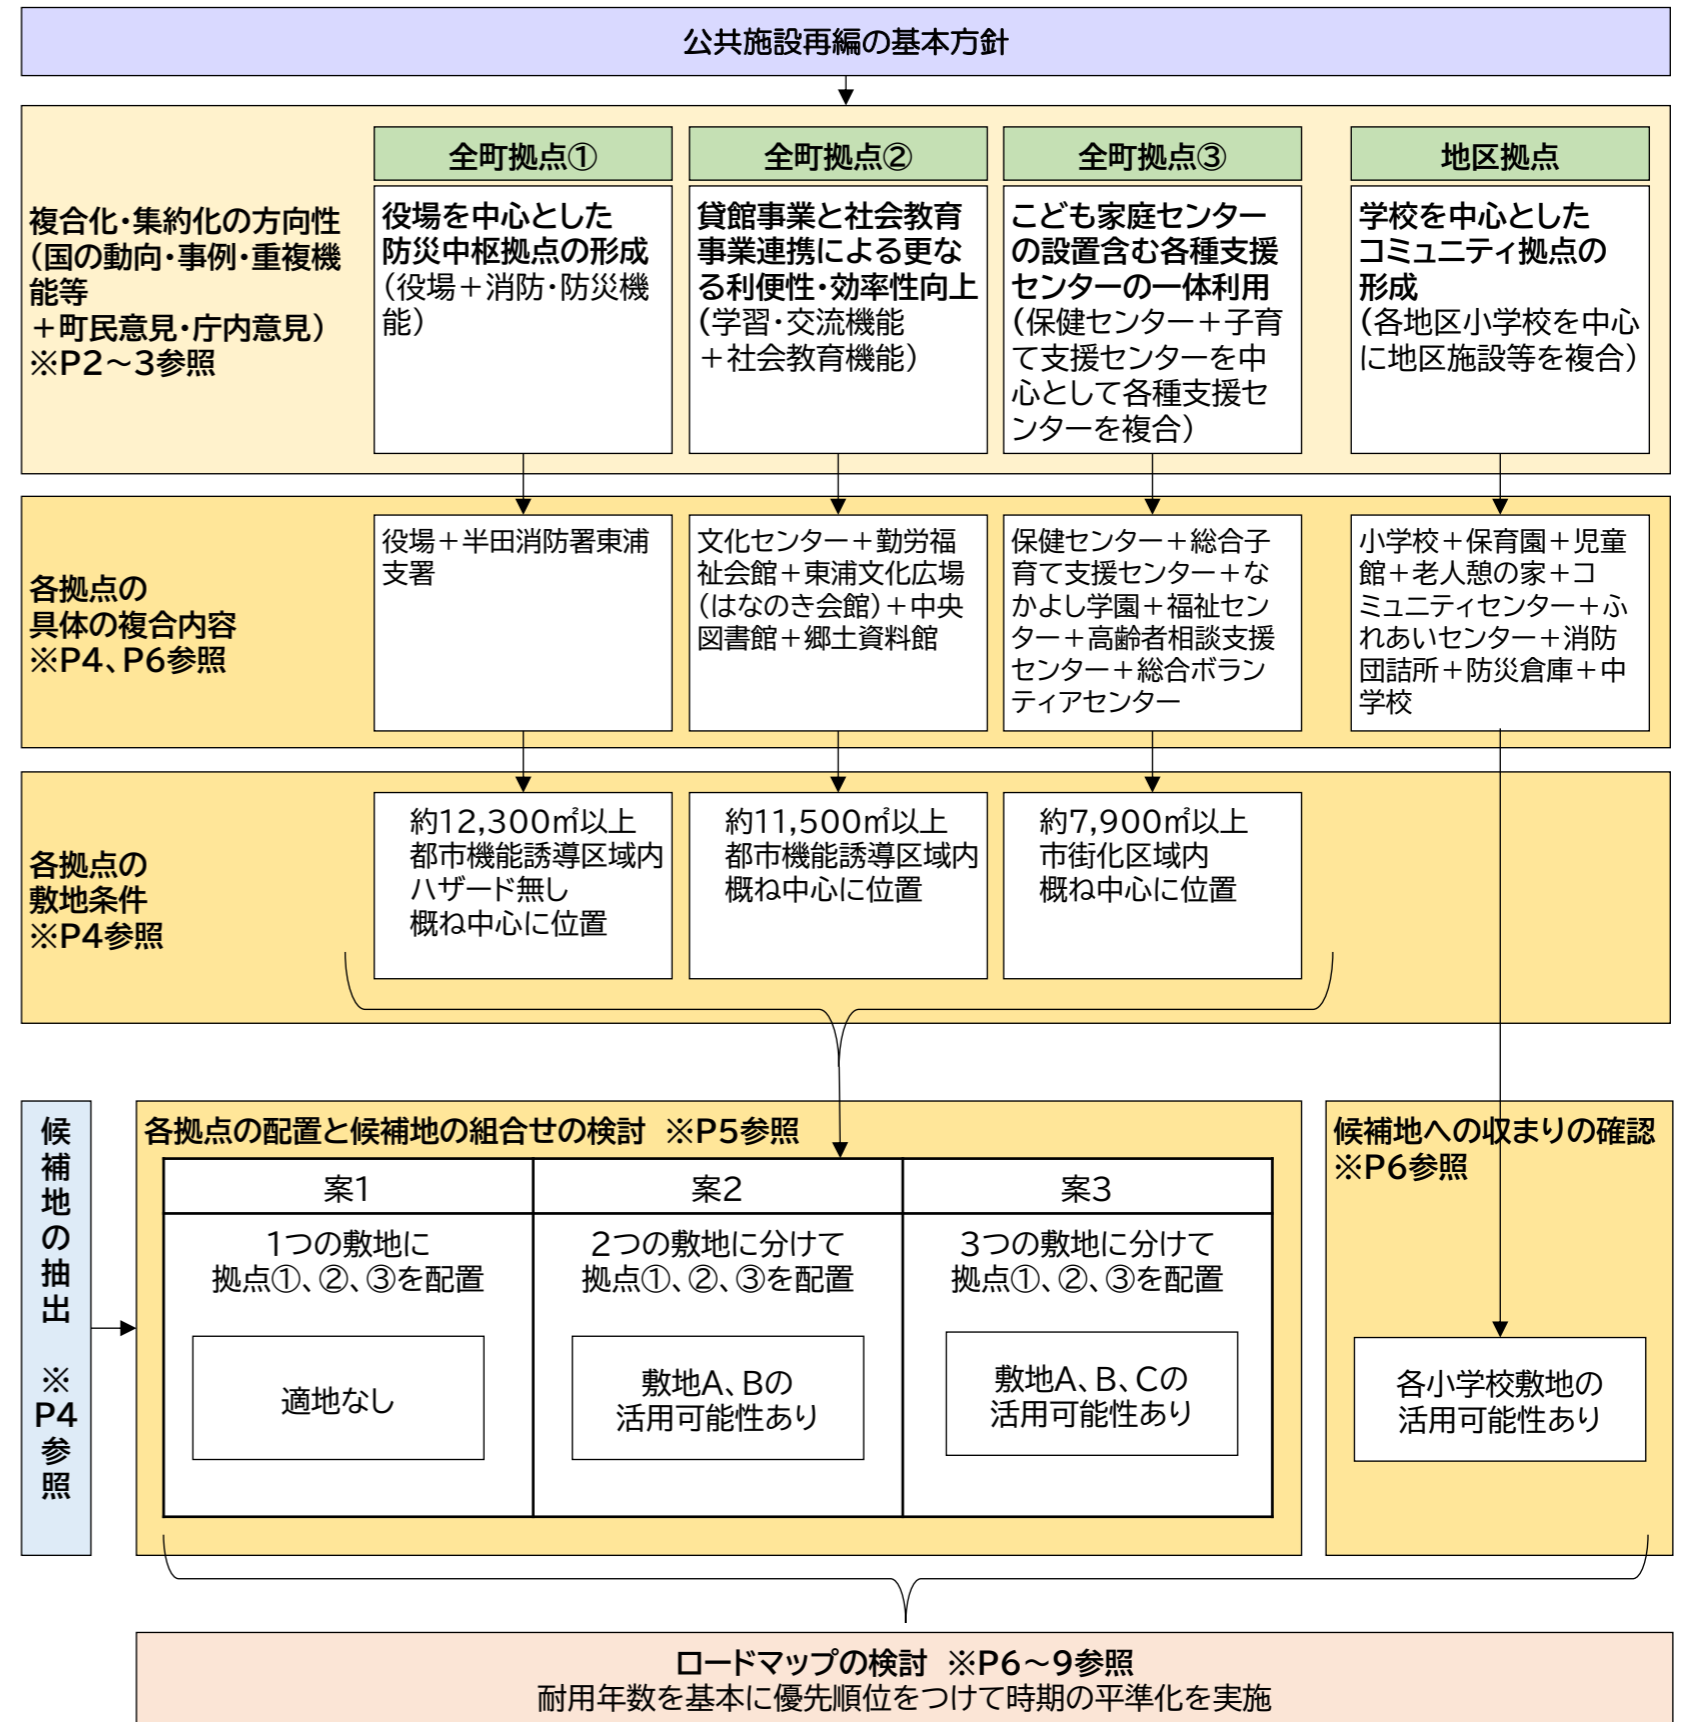 公共施設再編の基本方針
複合化・集約化の方向性
（国の動向・事例・重複機
能等
＋町民意見・庁内意見）
※P2～3参照
全町拠点①
役場を中心とした
防災中枢拠点の形成
（役場＋消防・防災機
能）
全町拠点②
貸館事業と社会教育
事業連携による更な
る利便性・効率性向上
（学習・交流機能
＋社会教育機能）
全町拠点③
こども家庭センター
の設置含む各種支援
センターの一体利用
（保健センター＋子育
て支援センターを中
心として各種支援セ
ンターを複合）
地区拠点
学校を中心とした
コミュニティ拠点の
形成
（各地区小学校を中心
に地区施設等を複合）
各拠点の
具体の複合内容
※P4、P6参照
役場＋半田消防署東浦
支署
文化センター＋勤労福
祉会館＋東浦文化広場
（はなのき会館）＋中央
図書館＋郷土資料館
保健センター＋総合子
育て支援センター＋な
かよし学園＋福祉セン
ター＋高齢者相談支援
センター＋総合ボラン
ティアセンター
小学校＋保育園＋児童
館＋老人憩の家＋コ
ミュニティセンター＋ふ
れあいセンター＋消防
団詰所＋防災倉庫＋中
学校
各拠点の
敷地条件
※P4参照
約12,300㎡以上
都市機能誘導区域内
ハザード無し
概ね中心に位置
約11,500㎡以上
都市機能誘導区域内
概ね中心に位置
約7,900㎡以上
市街化区域内
概ね中心に位置
候補地の抽出　※P4参照
各拠点の配置と候補地の組合せの検討 ※P5参照
案1
1つの敷地に
拠点①、②、③を配置
適地なし
案2
2つの敷地に分けて
拠点①、②、③を配置
敷地A、Bの
活用可能性あり
案3
3つの敷地に分けて
拠点①、②、③を配置
敷地A、B、Cの
活用可能性あり
候補地への収まりの確認
※P6参照
各小学校敷地の
活用可能性あり
ロードマップの検討 ※P6～9参照
耐用年数を基本に優先順位をつけて時期の平準化を実施